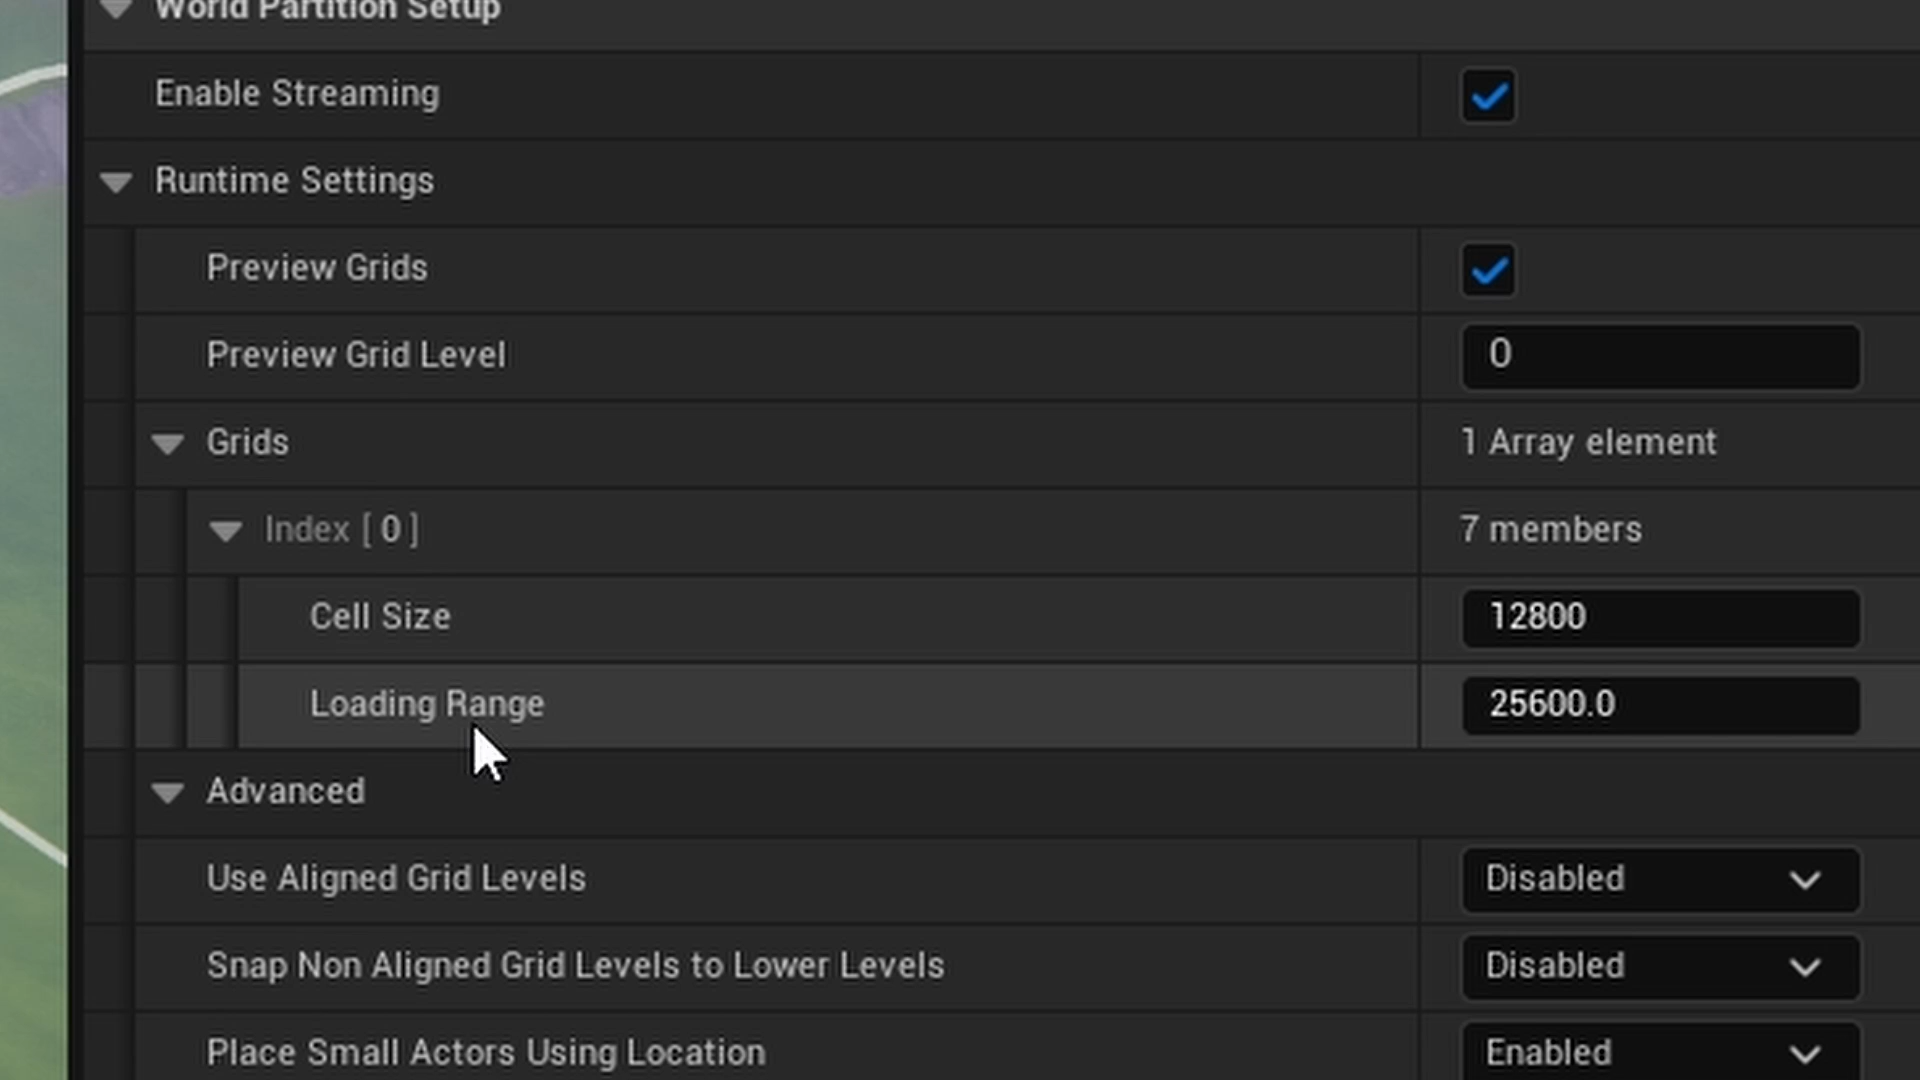 World Partition Setup
Enable Streaming
Runtime Settings
Preview Grids
Preview Grid Level 0
Grids 1 Array element
Index [ 0 ] 7 members
Cell Size 12800
Loading Range 25600.0
Advanced
Use Aligned Grid Levels Disabled
Snap Non Aligned Grid Levels to Lower Levels Disabled
Place Small Actors Using Location Enabled